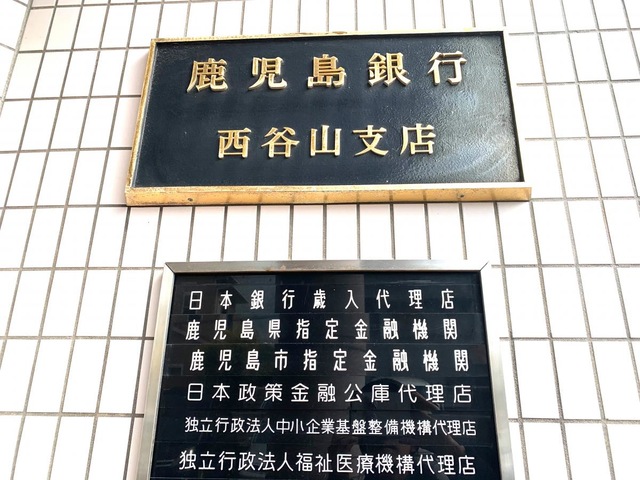 鹿児島銀行
西谷山支店
日本銀行歳入代理店
鹿児島県指定金融機関
鹿児島市指定金融機関
日本政策金融公庫代理店
独立行政法人中小企業基盤整備機構代理店
独立行政法人福祉医療機構代理店